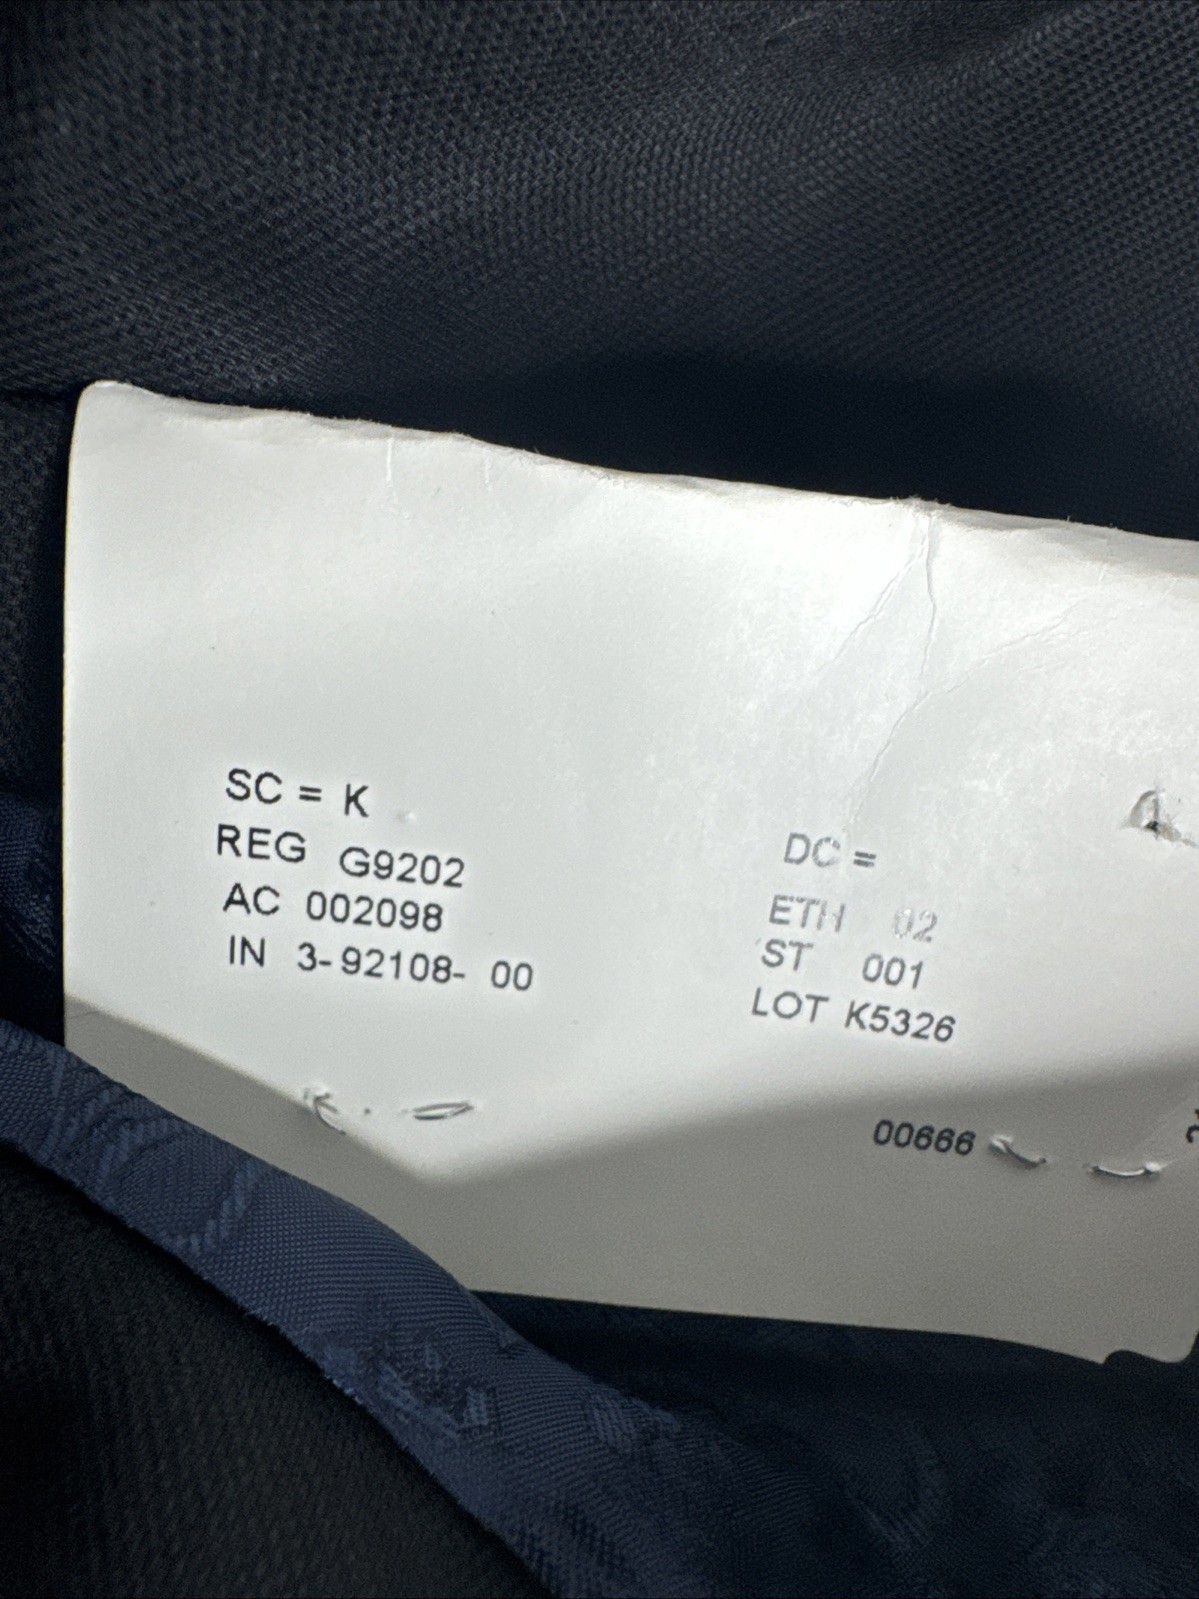 SC = K
REG G9202
AC 002098
IN 3-92108- 00
DC =
ETH 02
ST 001
LOT K5326
00666